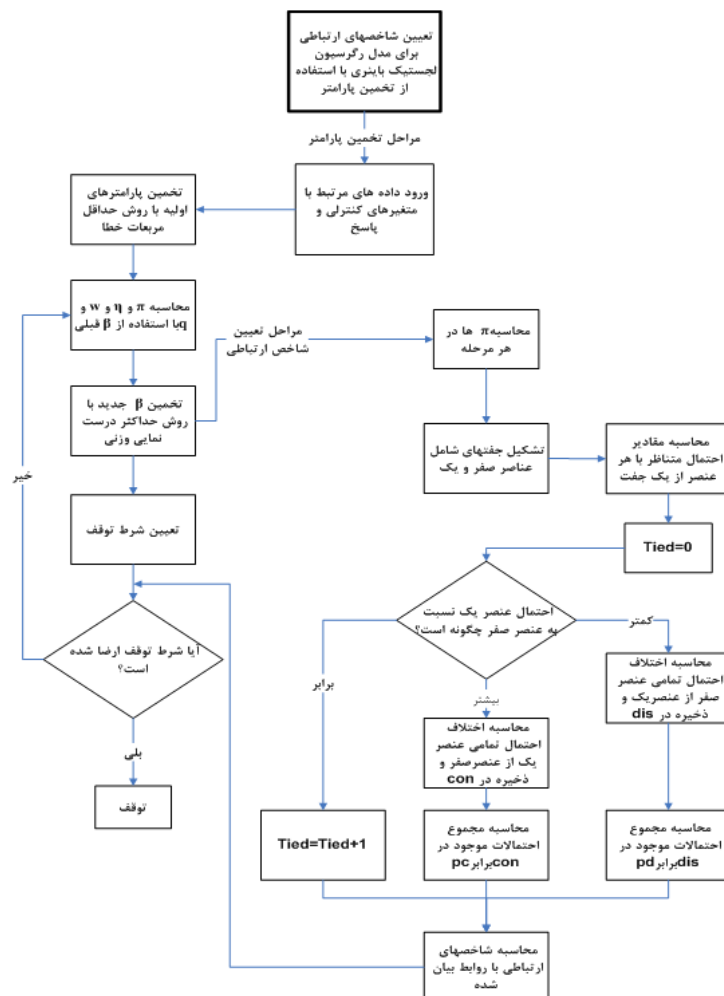 تعیین شاخصهای ارتباطی
برای مدل رگرسیون
لجستیک باینری با استفاده
از تخمین پارامتر
مراحل تخمین پارامتر
ورود داده های مرتبط با
متغیرهای کنترلی و
پاسخ
تخمین پارامترهای
اولیه با روش حداقل
مربعات خطا
محاسبه π و η و w و
qبا استفاده از β قبلی
تخمین β جدید با
روش حداکثر درست
نمایی وزنی
تعیین شرط توقف
آیا شرط توقف ارضا شده
است؟
خیر
بلی
توقف
مراحل تعیین
شاخص ارتباطی
محاسبهπ ها در
هر مرحله
تشکیل جفتهای شامل
عناصر صفر و یک
محاسبه مقادیر
احتمال متناظر با هر
عنصر از یک جفت
Tied=0
احتمال عنصر یک نسبت
به عنصر صفر چگونه است؟
کمتر
محاسبه اختلاف
احتمال تمامی عنصر
صفر از عنصریک و
ذخیره در dis
محاسبه مجموع
احتمالات موجود در
disبرابرpd
بیشتر
محاسبه اختلاف
احتمال تمامی عنصر
یک از عنصرصفر و
ذخیره در con
محاسبه مجموع
احتمالات موجود در
conبرابرpc
برابر
Tied=Tied+1
محاسبه شاخصهای
ارتباطی با روابط بیان
شده